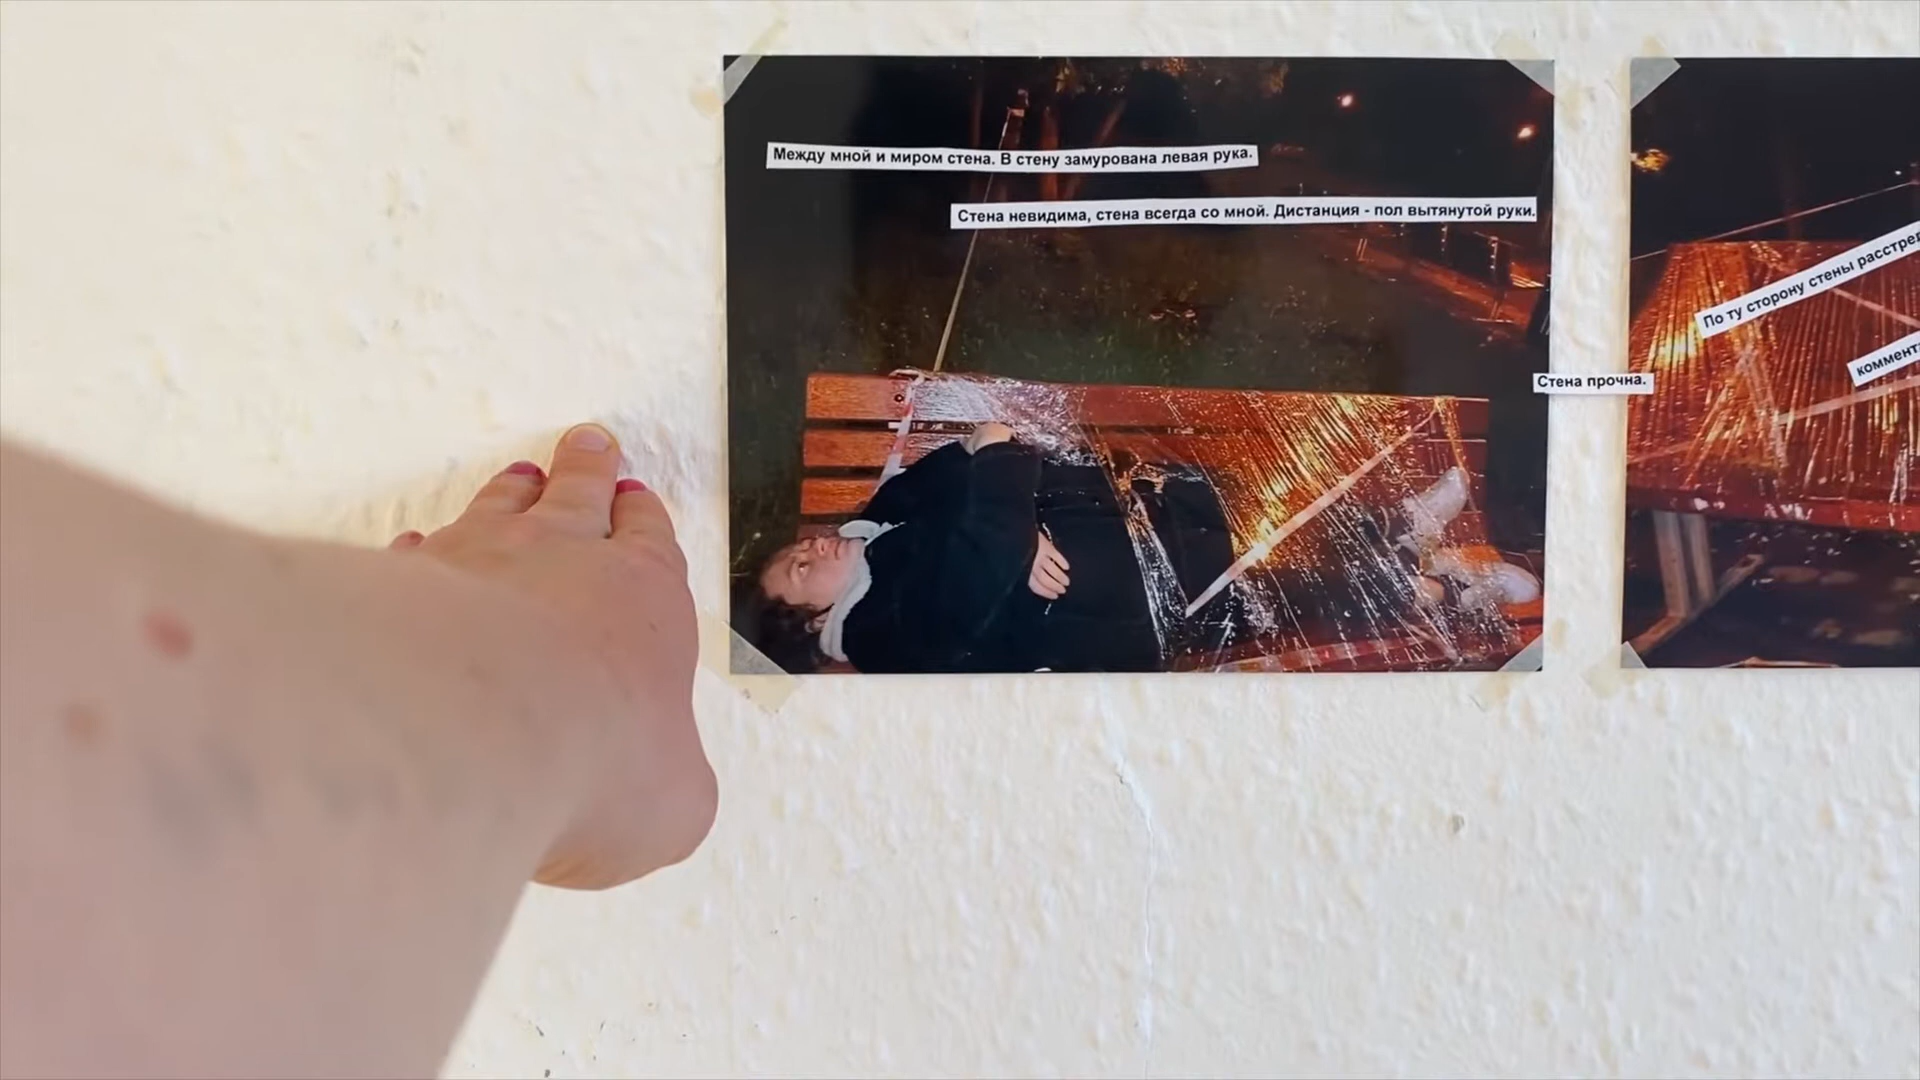 Между мной и миром стена. В стену замурована левая рука.
Стена невидима, стена всегда со мной. Дистанция - пол вытянутой руки.
Стена прочна.
По ту сторону стены